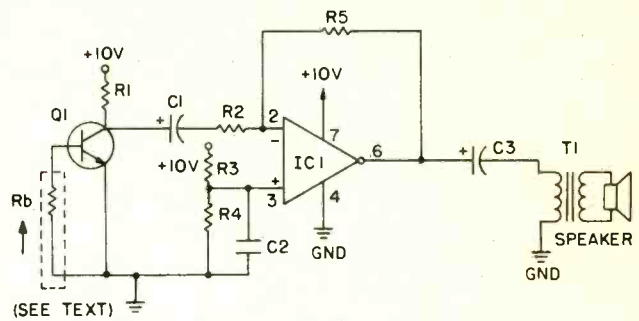 R5
+10V
+10V
R1
Q1
C1
R2
2
7
-
6
C3
T1
+10V
R3
IC1
+
Rb
R4
3
4
C2
GND
SPEAKER
GND
(SEE TEXT)
+
+